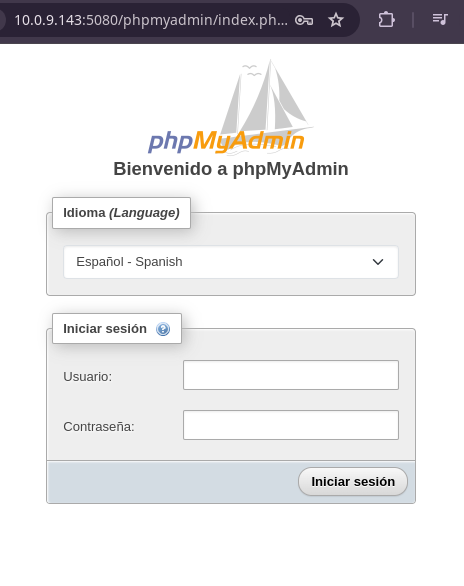 10.0.9.143:5080/phpmyadmin/index.ph...
phpMyAdmin
Bienvenido a phpMyAdmin
Idioma (Language)
Español - Spanish
Iniciar sesión
Usuario:
Contraseña:
Iniciar sesión